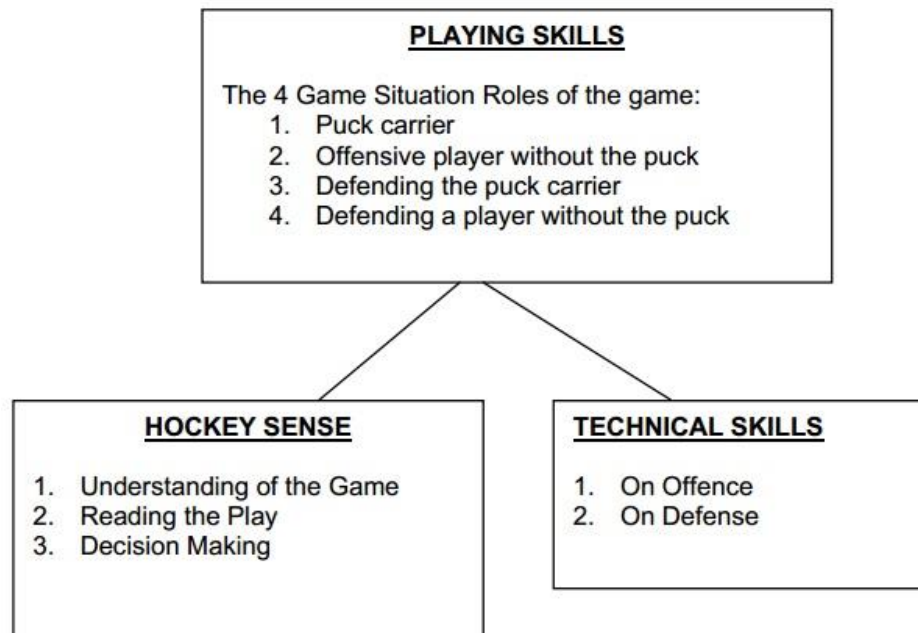 PLAYING SKILLS
The 4 Game Situation Roles of the game:
1. Puck carrier
2. Offensive player without the puck
3. Defending the puck carrier
4. Defending a player without the puck
HOCKEY SENSE
1. Understanding of the Game
2. Reading the Play
3. Decision Making
TECHNICAL SKILLS
1. On Offence
2. On Defense